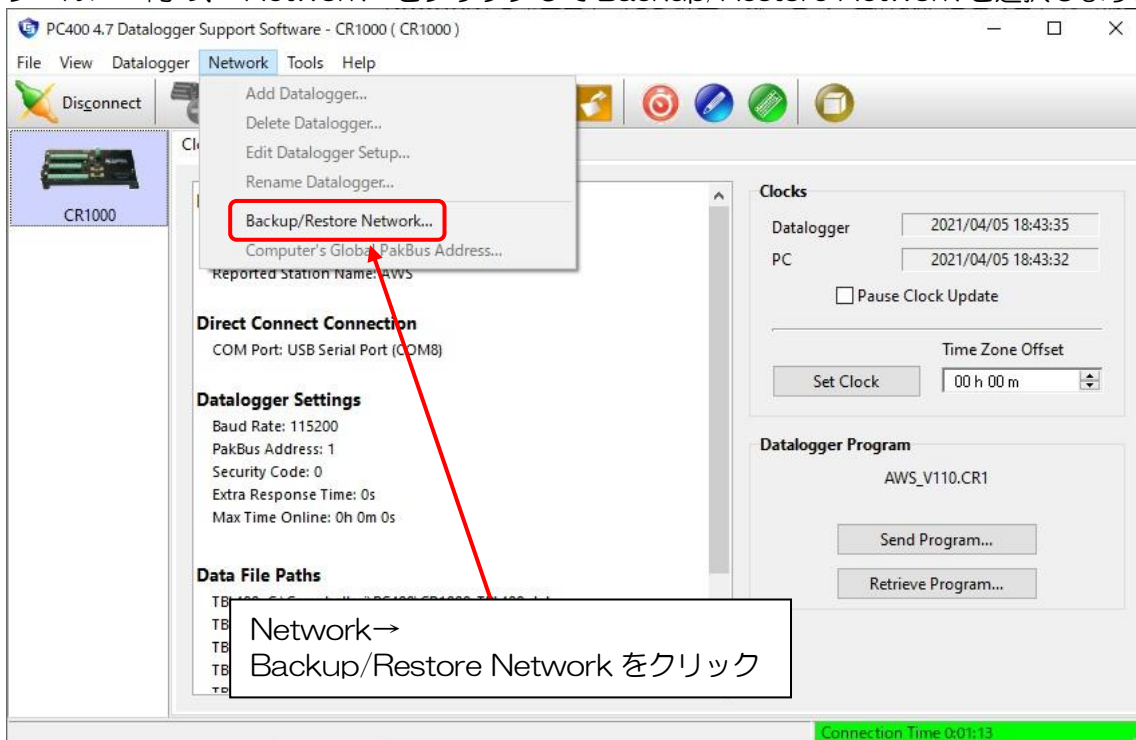 PC400 4.7 Datalogger Support Software - CR1000 ( CR1000 )
File View Datalogger Network Tools Help
Disconnect
Add Datalogger...
Delete Datalogger...
Edit Datalogger Setup...
Rename Datalogger...
Backup/Restore Network...
Computer's Global PakBus Address...
CR1000
Reported Station Name: AWS
Direct Connect Connection
COM Port: USB Serial Port (COM8)
Datalogger Settings
Baud Rate: 115200
PakBus Address: 1
Security Code: 0
Extra Response Time: 0s
Max Time Online: 0h 0m 0s
Data File Paths
Network→
Backup/Restore Network をクリック
Clocks
Datalogger 2021/04/05 18:43:35
PC 2021/04/05 18:43:32
Pause Clock Update
Time Zone Offset
Set Clock 00 h 00 m
Datalogger Program
AWS_V110.CR1
Send Program...
Retrieve Program...
Connection Time 0:01:13